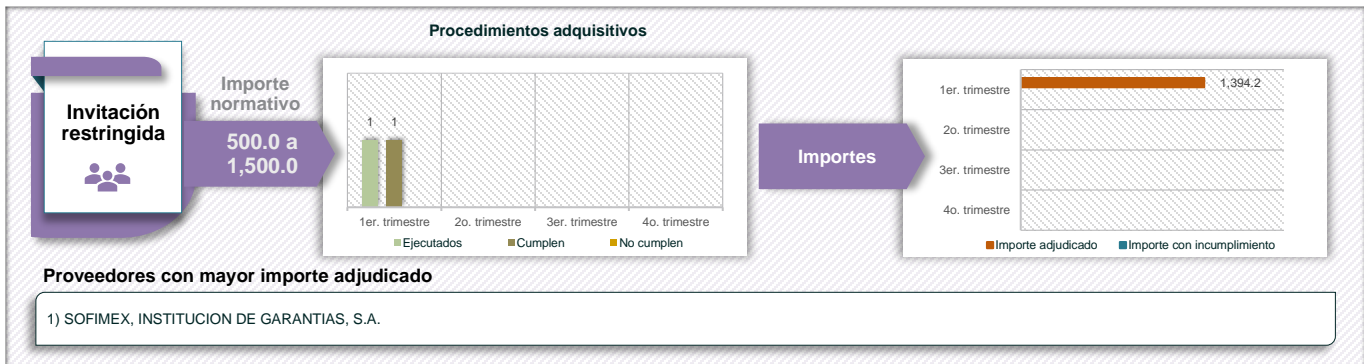 Procedimientos adquisitivos
Invitación
restringida
Importe
normativo
500.0 a
1,500.0
1 1
1er. trimestre 2o. trimestre 3er. trimestre 4o. trimestre
Ejecutados Cumplen No cumplen
Importes
1er. trimestre 1,394.2
2o. trimestre
3er. trimestre
4o. trimestre
Importe adjudicado Importe con incumplimiento
Proveedores con mayor importe adjudicado
1) SOFIMEX, INSTITUCION DE GARANTIAS, S.A.